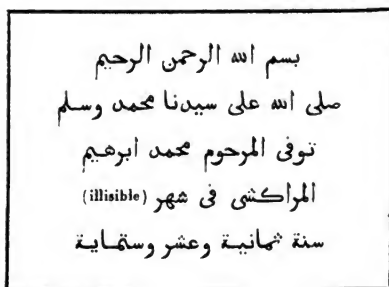 بسم الله الرحمن الرحيم
صلى الله على سيدنا محمد وسلم
توفى المرحوم محمد ابرهيم
المراكشى فى شهر (illisible)
سنة ثمانية وعشر وستماية